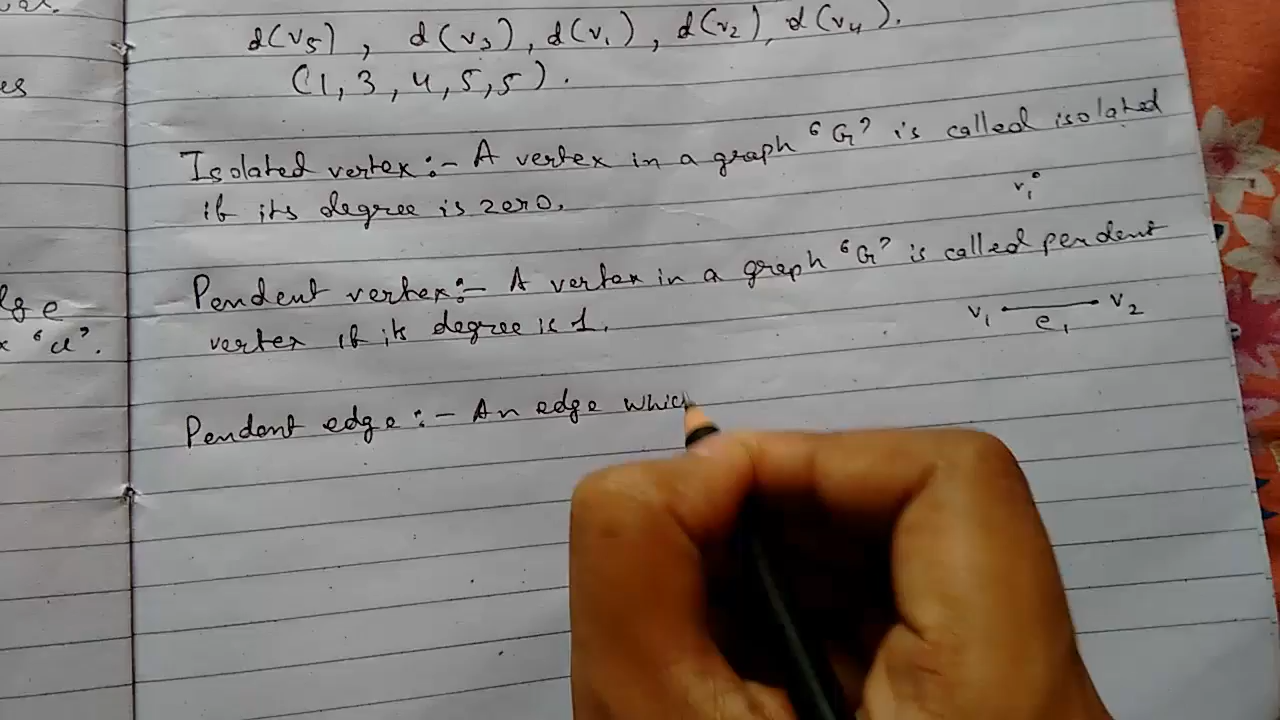 es
lge
x "u".
d(v5), d(v3), d(v1), d(v2), d(v4).
(1, 3, 4, 5, 5).
Isolated vertex :- A vertex in a graph "G" is called isolated
if its degree is zero.
v1
Pendent vertex :- A vertex in a graph "G" is called pendent
vertex if its degree is 1.
v1 e1 v2
Pendent edge :- An edge which